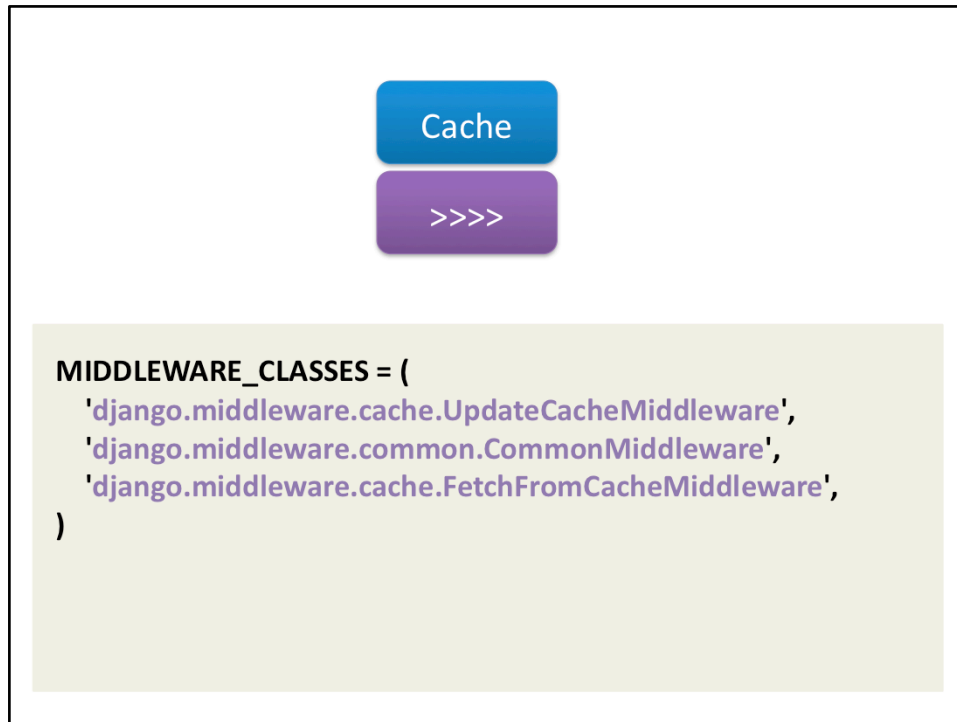 Cache
>>>>
MIDDLEWARE_CLASSES = (
'django.middleware.cache.UpdateCacheMiddleware',
'django.middleware.common.CommonMiddleware',
'django.middleware.cache.FetchFromCacheMiddleware',
)